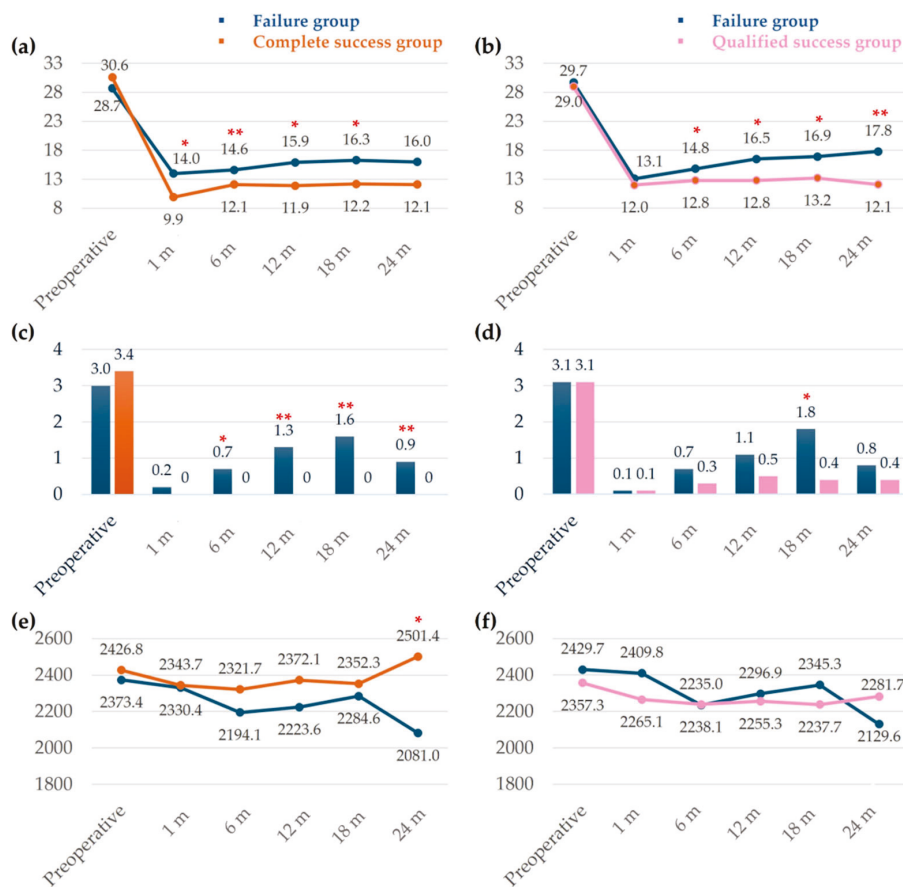 Failure group
Complete success group
(a)
33
28
23
18
13
8
30.6
28.7
*
14.0
9.9
**
14.6
12.1
*
15.9
11.9
*
16.3
12.2
16.0
12.1
Preoperative
1 m
6 m
12 m
18 m
24 m
Failure group
Qualified success group
(b)
33
28
23
18
13
8
29.7
29.0
13.1
12.0
*
14.8
12.8
*
16.5
12.8
*
16.9
13.2
**
17.8
12.1
Preoperative
1 m
6 m
12 m
18 m
24 m
(c)
4
3
2
1
0
3.0
3.4
0.2
0
*
0.7
0
**
1.3
0
**
1.6
0
**
0.9
0
Preoperative
1 m
6 m
12 m
18 m
24 m
(d)
4
3
2
1
0
3.1
3.1
0.1
0.1
0.7
0.3
1.1
0.5
*
1.8
0.4
0.8
0.4
Preoperative
1 m
6 m
12 m
18 m
24 m
(e)
2600
2400
2200
2000
1800
2426.8
2373.4
2343.7
2330.4
2321.7
2194.1
2372.1
2223.6
2352.3
2284.6
*
2501.4
2081.0
Preoperative
1 m
6 m
12 m
18 m
24 m
(f)
2600
2400
2200
2000
1800
2429.7
2357.3
2409.8
2265.1
2235.0
2238.1
2296.9
2255.3
2345.3
2237.7
2281.7
2129.6
Preoperative
1 m
6 m
12 m
18 m
24 m